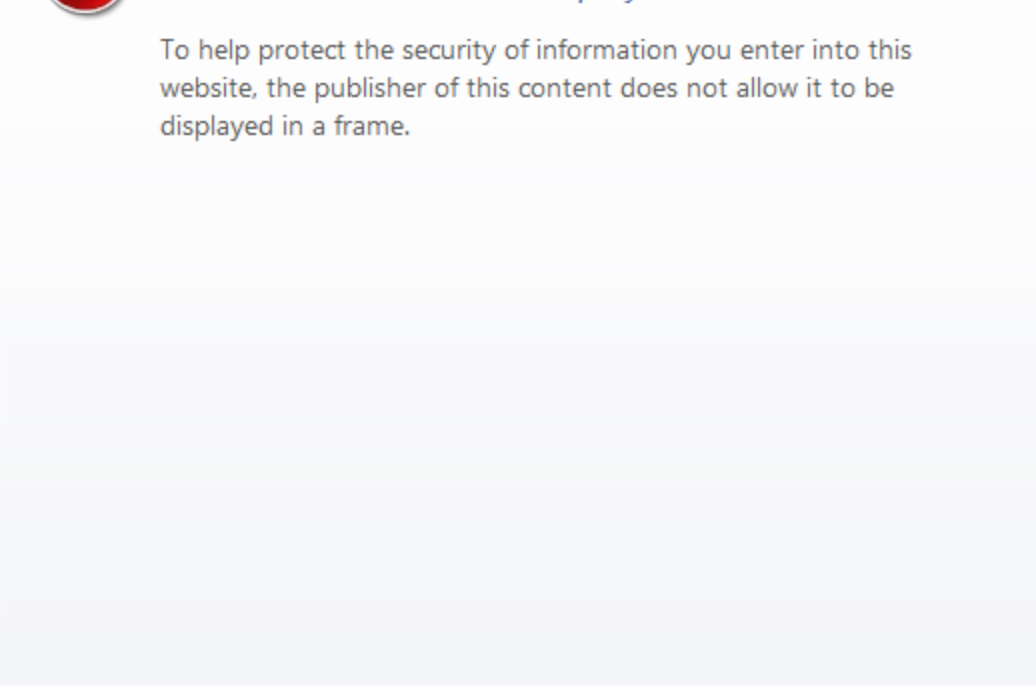 To help protect the security of information you enter into this
website, the publisher of this content does not allow it to be
displayed in a frame.